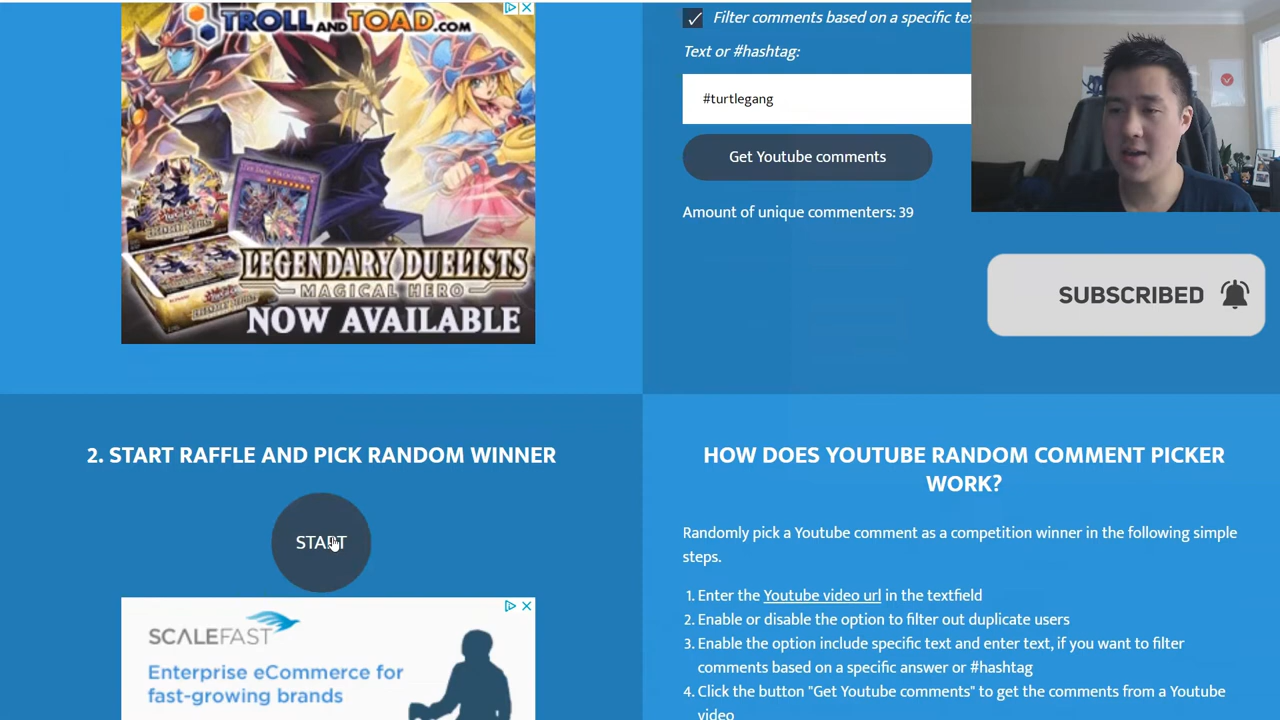 TROLL AND TOAD.COM
LEGENDARY DUELISTS
MAGICAL HERO
NOW AVAILABLE
Filter comments based on a specific tex
Text or #hashtag:
#turtlegang
Get Youtube comments
Amount of unique commenters: 39
SUBSCRIBED
2. START RAFFLE AND PICK RANDOM WINNER
START
SCALEFAST
Enterprise eCommerce for
fast-growing brands
HOW DOES YOUTUBE RANDOM COMMENT PICKER
WORK?
Randomly pick a Youtube comment as a competition winner in the following simple
steps.
1. Enter the Youtube video url in the textfield
2. Enable or disable the option to filter out duplicate users
3. Enable the option include specific text and enter text, if you want to filter
comments based on a specific answer or #hashtag
4. Click the button "Get Youtube comments" to get the comments from a Youtube
video